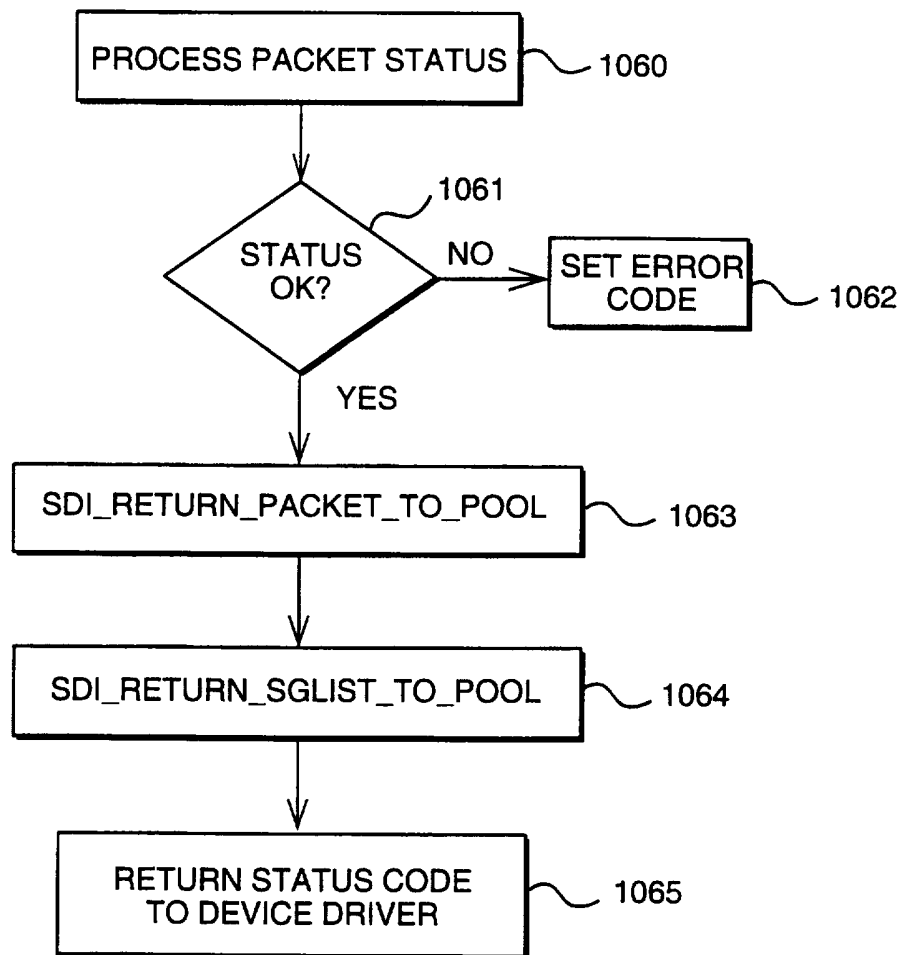 PROCESS PACKET STATUS
1060
1061
STATUS
OK?
NO
SET ERROR
CODE
1062
YES
SDI_RETURN_PACKET_TO_POOL
1063
SDI_RETURN_SGLIST_TO_POOL
1064
RETURN STATUS CODE
TO DEVICE DRIVER
1065